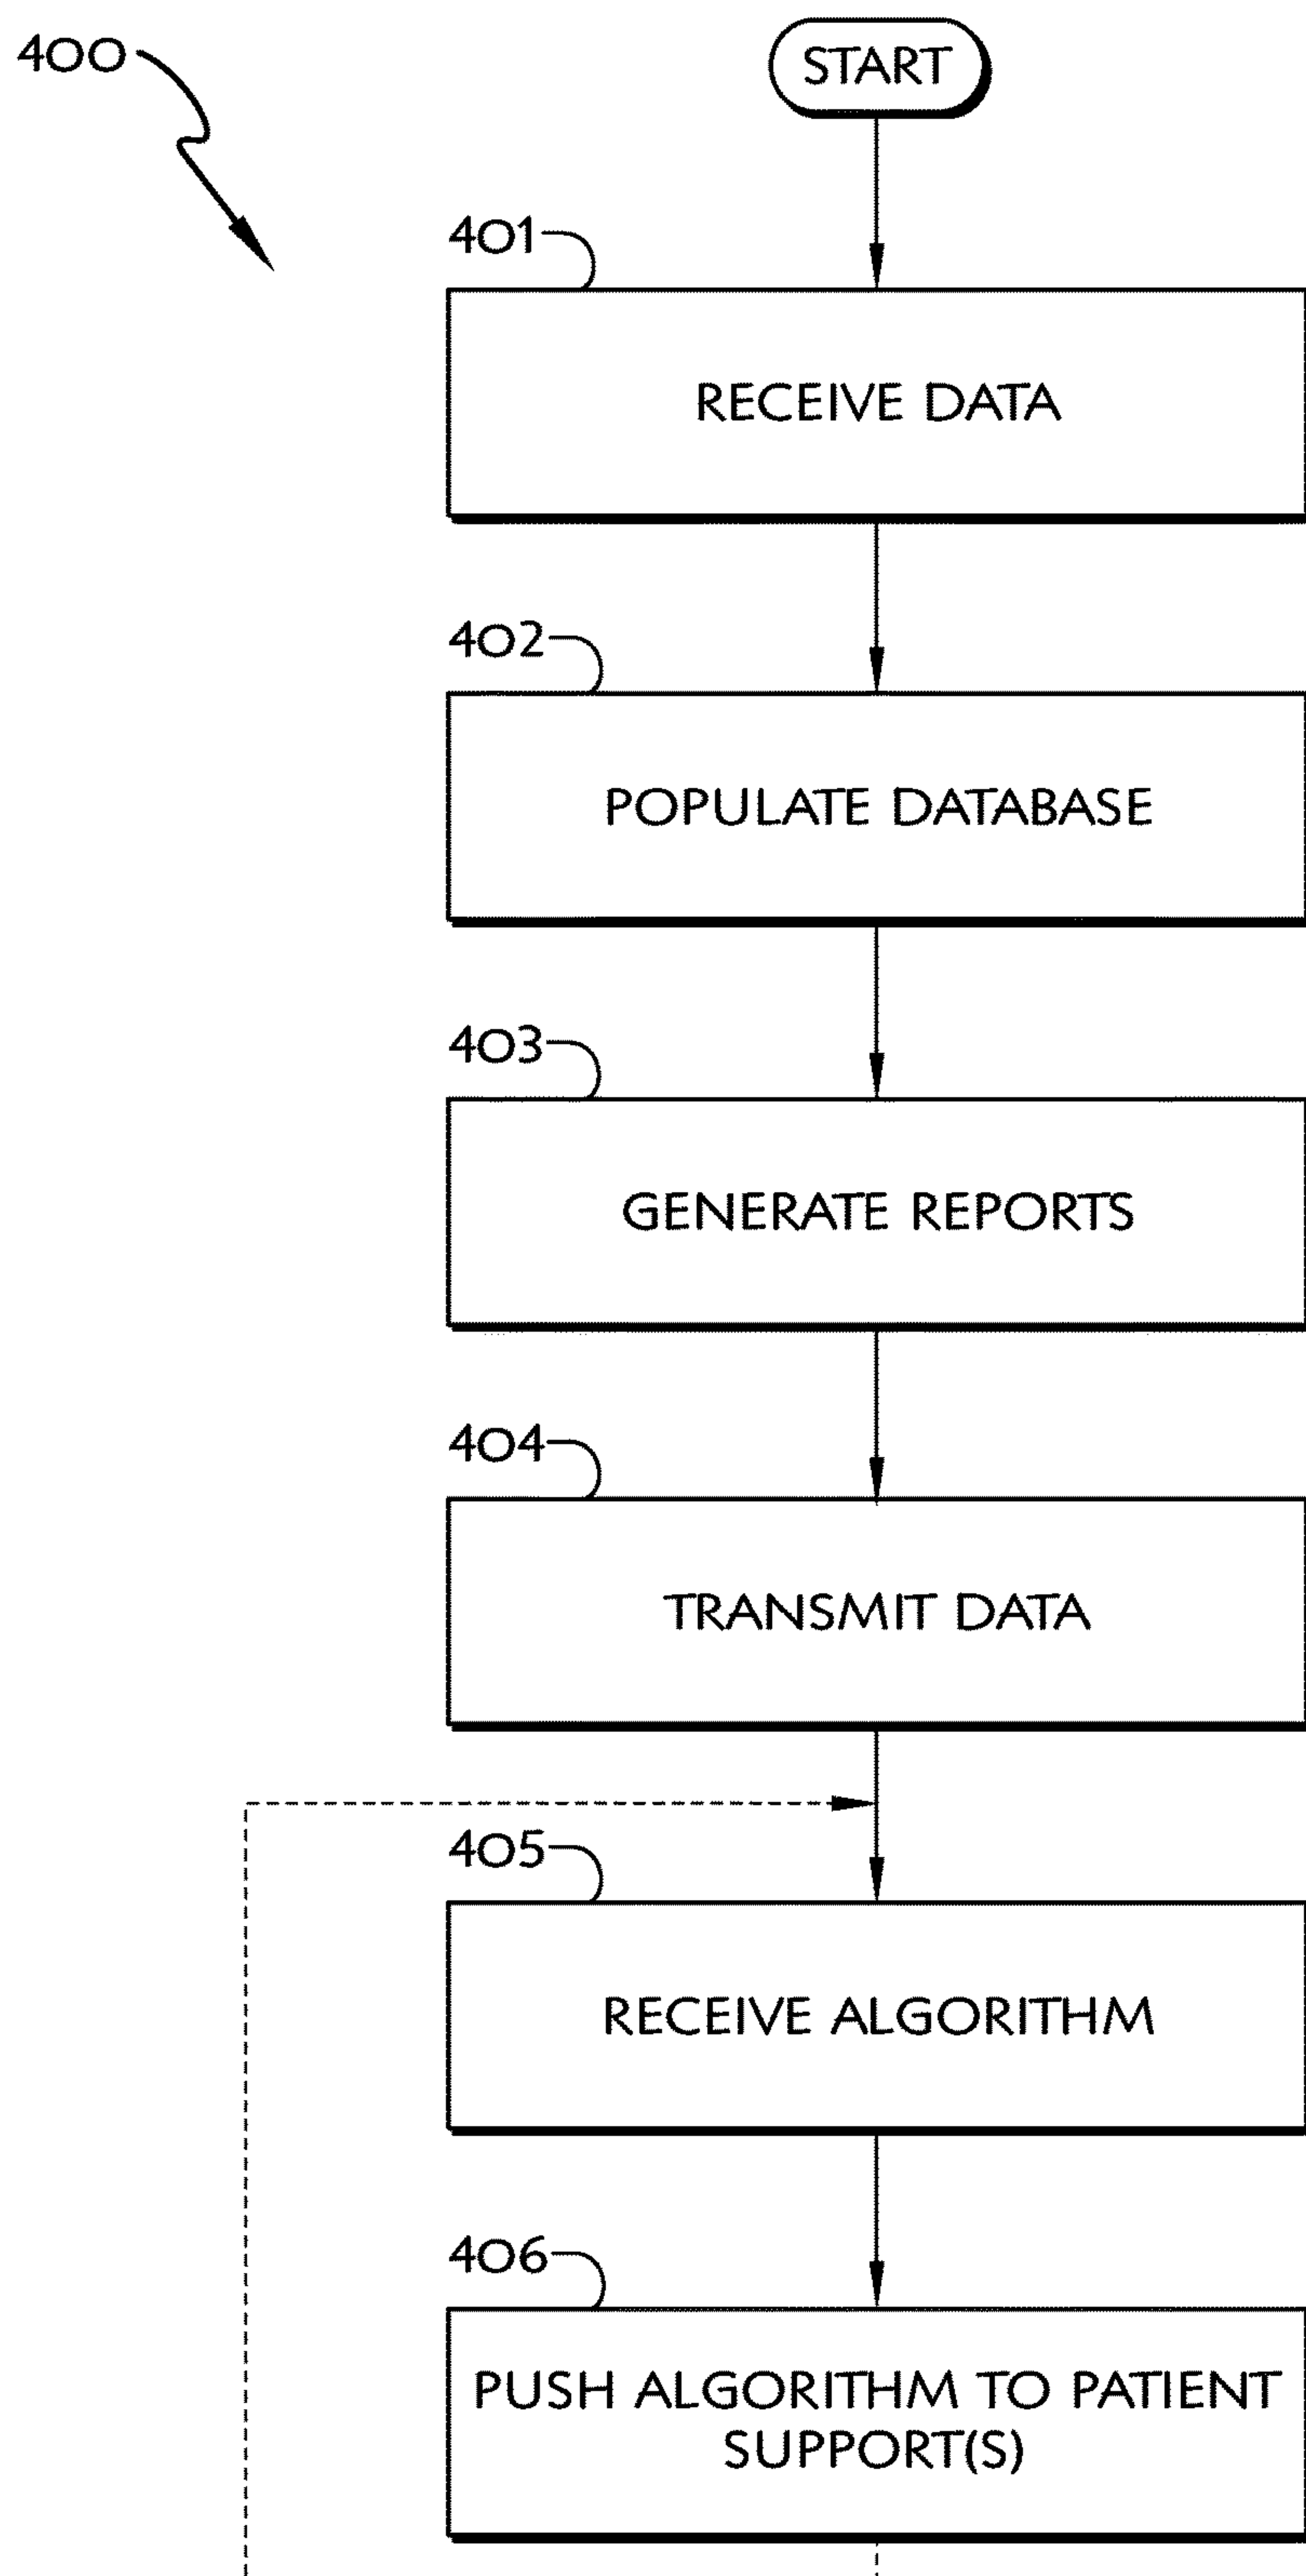 400
START
401
RECEIVE DATA
402
POPULATE DATABASE
403
GENERATE REPORTS
404
TRANSMIT DATA
405
RECEIVE ALGORITHM
406
PUSH ALGORITHM TO PATIENT
SUPPORT(S)